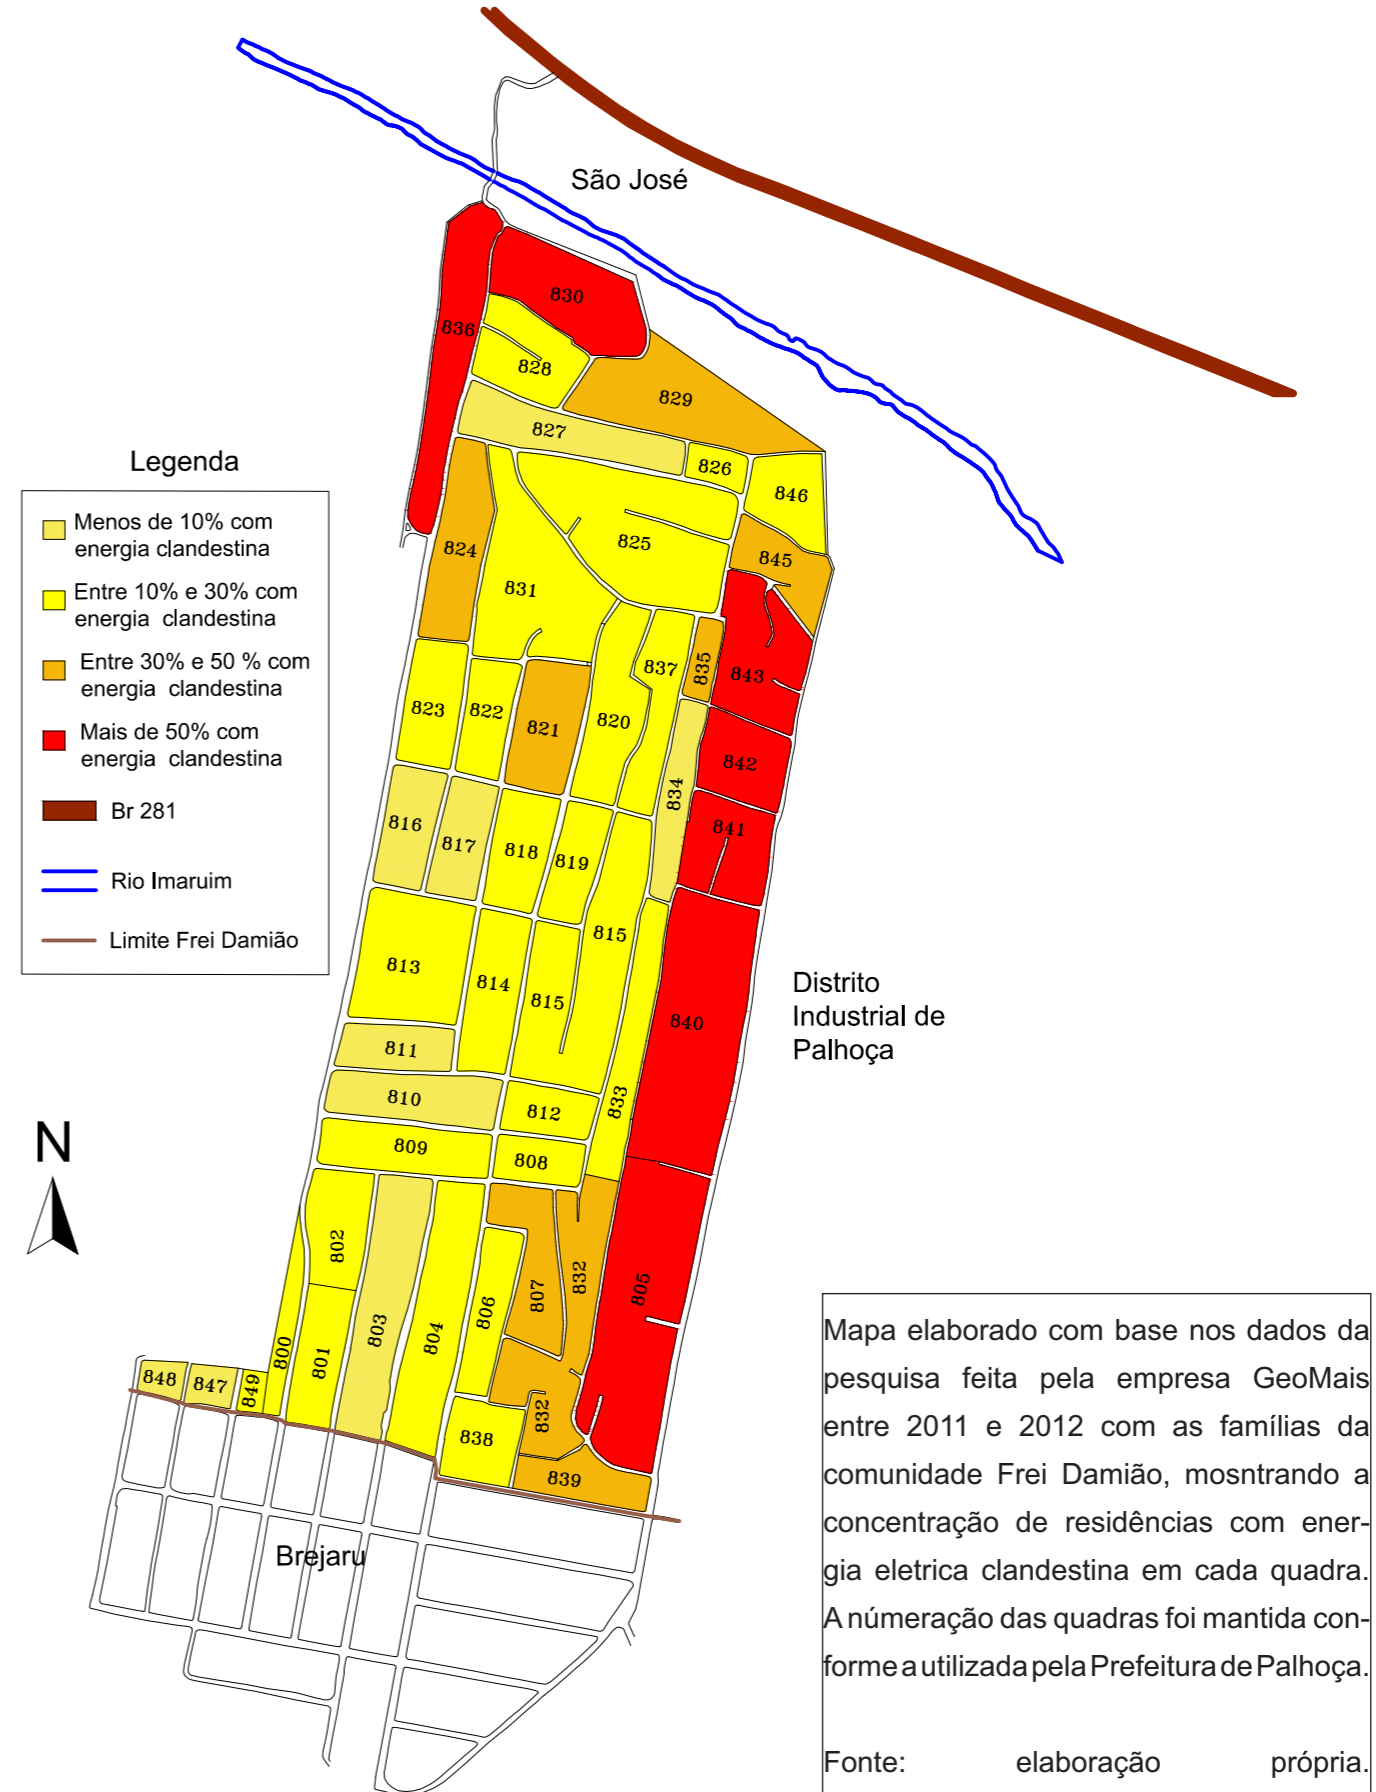 São José
830
836
828
829
827
826
846
Legenda
Menos de 10% com
energia clandestina
Entre 10% e 30% com
energia clandestina
Entre 30% e 50 % com
energia clandestina
Mais de 50% com
energia clandestina
Br 281
Rio Imaruim
Limite Frei Damião
824
825
845
831
837
835
843
823
822
821
820
842
834
816
817
818
819
841
813
814
815
815
840
Distrito
Industrial de
Palhoça
811
810
812
833
809
808
N
802
807
832
805
806
803
804
801
800
848
847
849
832
838
839
Brejaru
Mapa elaborado com base nos dados da
pesquisa feita pela empresa GeoMais
entre 2011 e 2012 com as famílias da
comunidade Frei Damião, mosntrando a
concentração de residências com ener-
gia eletrica clandestina em cada quadra.
A númeração das quadras foi mantida con-
forme a utilizada pela Prefeitura de Palhoça.
Fonte: elaboração própria.